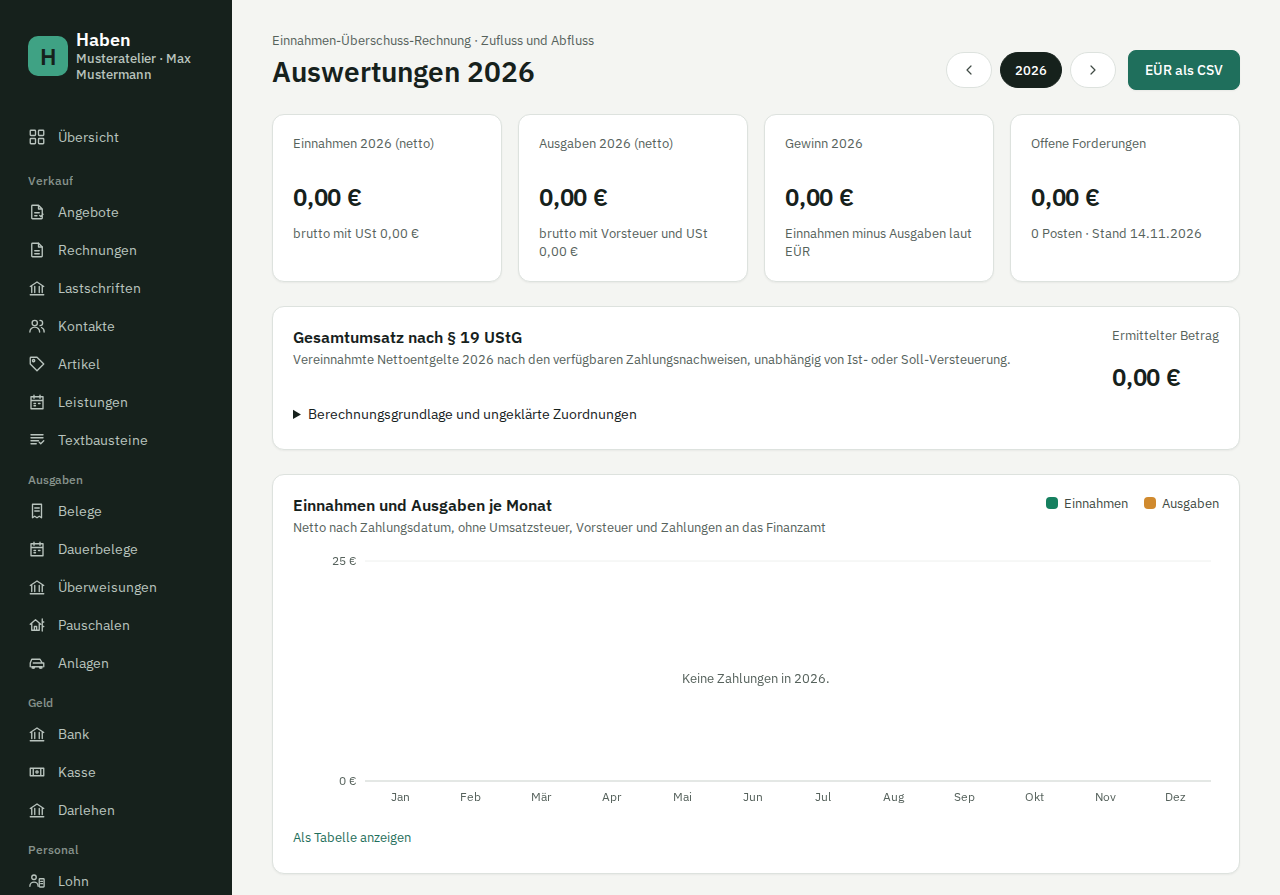 H
Haben
Musteratelier · Max
Mustermann
Übersicht
Verkauf
Angebote
Rechnungen
Lastschriften
Kontakte
Artikel
Leistungen
Textbausteine
Ausgaben
Belege
Dauerbelege
Überweisungen
Pauschalen
Anlagen
Geld
Bank
Kasse
Darlehen
Personal
Lohn
Einnahmen-Überschuss-Rechnung · Zufluss und Abfluss
Auswertungen 2026
2026
EÜR als CSV
Einnahmen 2026 (netto)
0,00 €
brutto mit USt 0,00 €
Ausgaben 2026 (netto)
0,00 €
brutto mit Vorsteuer und USt
0,00 €
Gewinn 2026
0,00 €
Einnahmen minus Ausgaben laut
EÜR
Offene Forderungen
0,00 €
0 Posten · Stand 14.11.2026
Gesamtumsatz nach § 19 UStG
Vereinnahmte Nettoentgelte 2026 nach den verfügbaren Zahlungsnachweisen, unabhängig von Ist- oder Soll-Versteuerung.
Ermittelter Betrag
0,00 €
Berechnungsgrundlage und ungeklärte Zuordnungen
Einnahmen und Ausgaben je Monat
Netto nach Zahlungsdatum, ohne Umsatzsteuer, Vorsteuer und Zahlungen an das Finanzamt
Einnahmen Ausgaben
25 €
Keine Zahlungen in 2026.
0 €
Jan Feb Mär Apr Mai Jun Jul Aug Sep Okt Nov Dez
Als Tabelle anzeigen